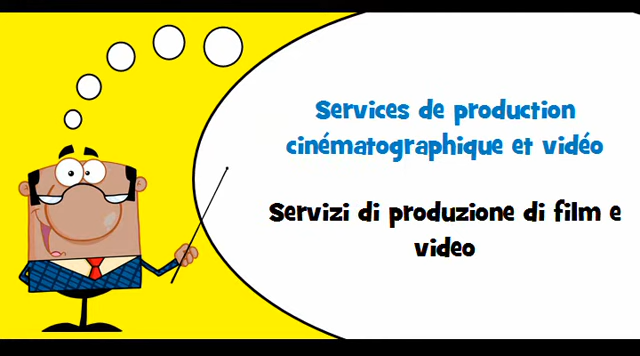 Services de production
cinématographique et vidéo
Servizi di produzione di film e
video